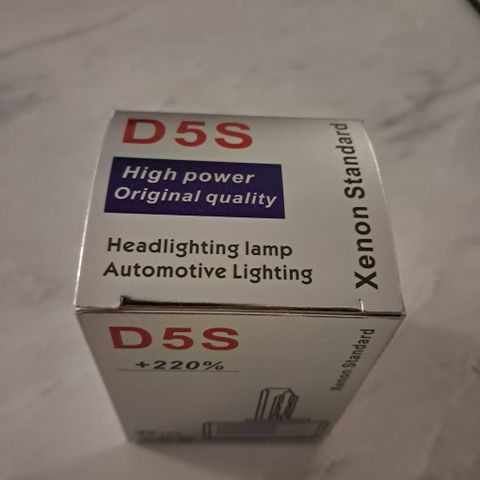 D5S
High power
Original quality
Headlighting lamp
Automotive Lighting
Xenon Standard
D5S
+220%
Xenon Standard